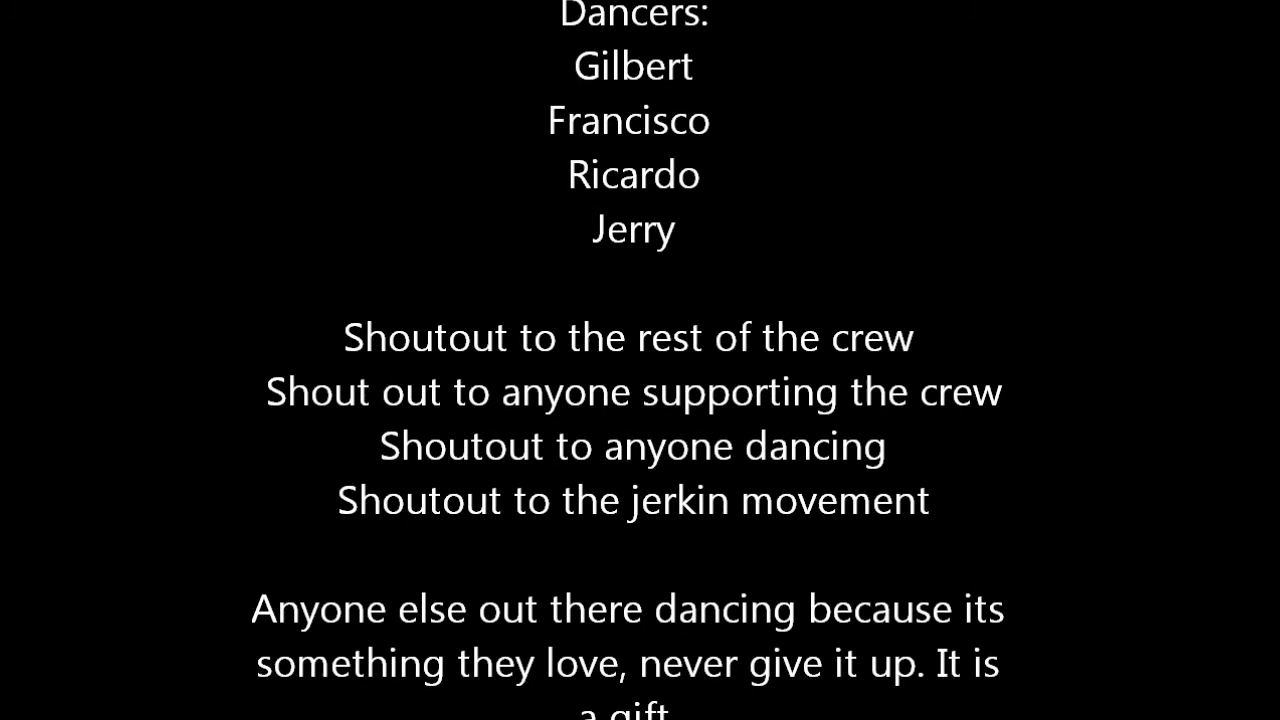 Dancers:
Gilbert
Francisco
Ricardo
Jerry
Shoutout to the rest of the crew
Shout out to anyone supporting the crew
Shoutout to anyone dancing
Shoutout to the jerkin movement
Anyone else out there dancing because its
something they love, never give it up. It is
a gift